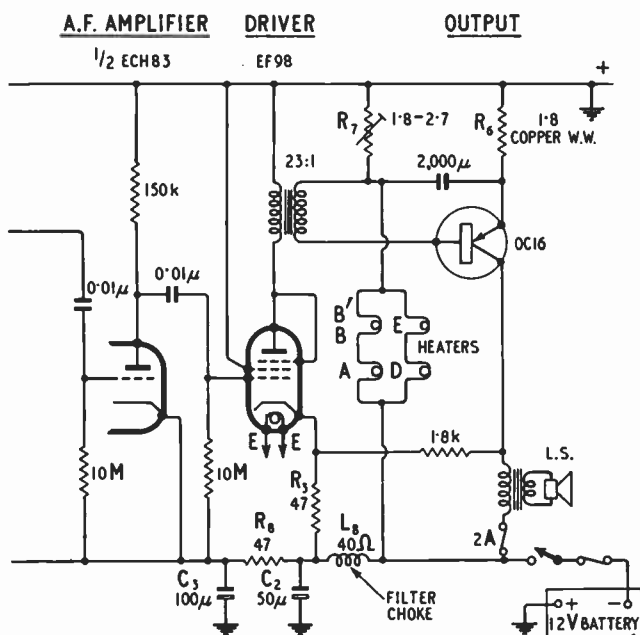 A.F. AMPLIFIER
1/2 ECH83
DRIVER
EF98
OUTPUT
+
R7
1·8–2·7
R6
1·8
COPPER W.W.
23:1
2,000μ
150k
OC16
0·01μ
0·01μ
B'
B
E
HEATERS
A
D
E
E
10M
10M
1·8k
R3
47
L.S.
R8
47
L8
40Ω
2A
C3
100μ
C2
50μ
FILTER
CHOKE
+
−
12V BATTERY